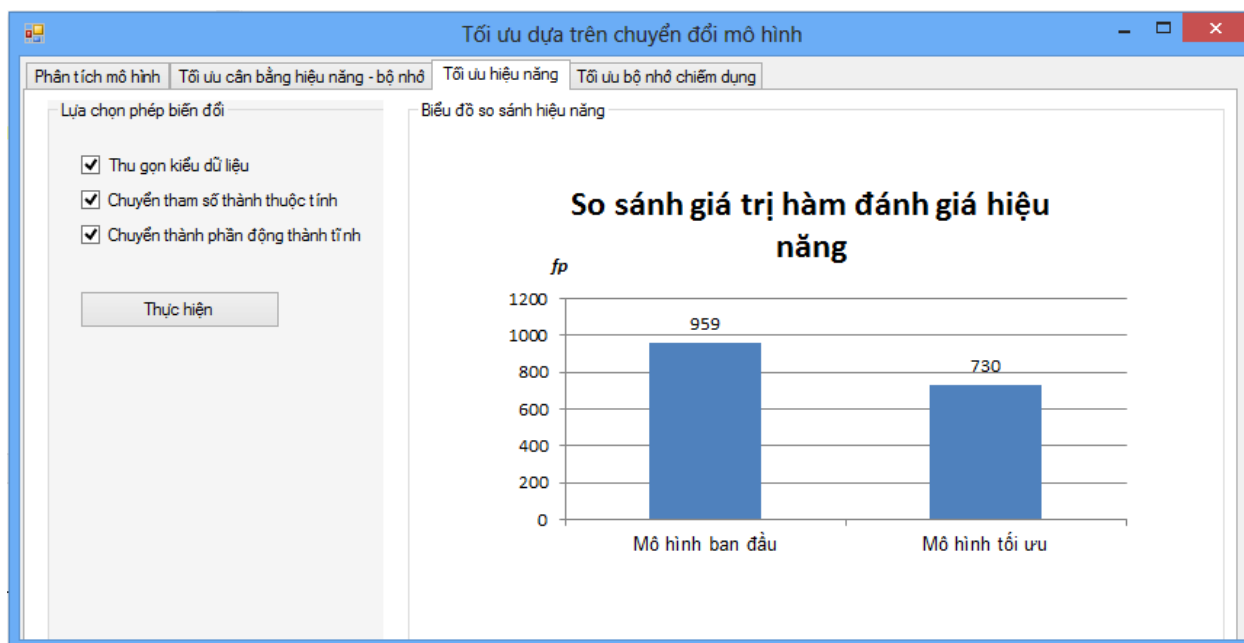 Tối ưu dựa trên chuyển đổi mô hình
Phân tích mô hình
Tối ưu cân bằng hiệu năng - bộ nhớ
Tối ưu hiệu năng
Tối ưu bộ nhớ chiếm dụng
Lựa chọn phép biến đổi
Thu gọn kiểu dữ liệu
Chuyển tham số thành thuộc tính
Chuyển thành phần động thành tĩnh
Thực hiện
Biểu đồ so sánh hiệu năng
So sánh giá trị hàm đánh giá hiệu
năng
fp
1200
1000
800
600
400
200
0
959
730
Mô hình ban đầu
Mô hình tối ưu